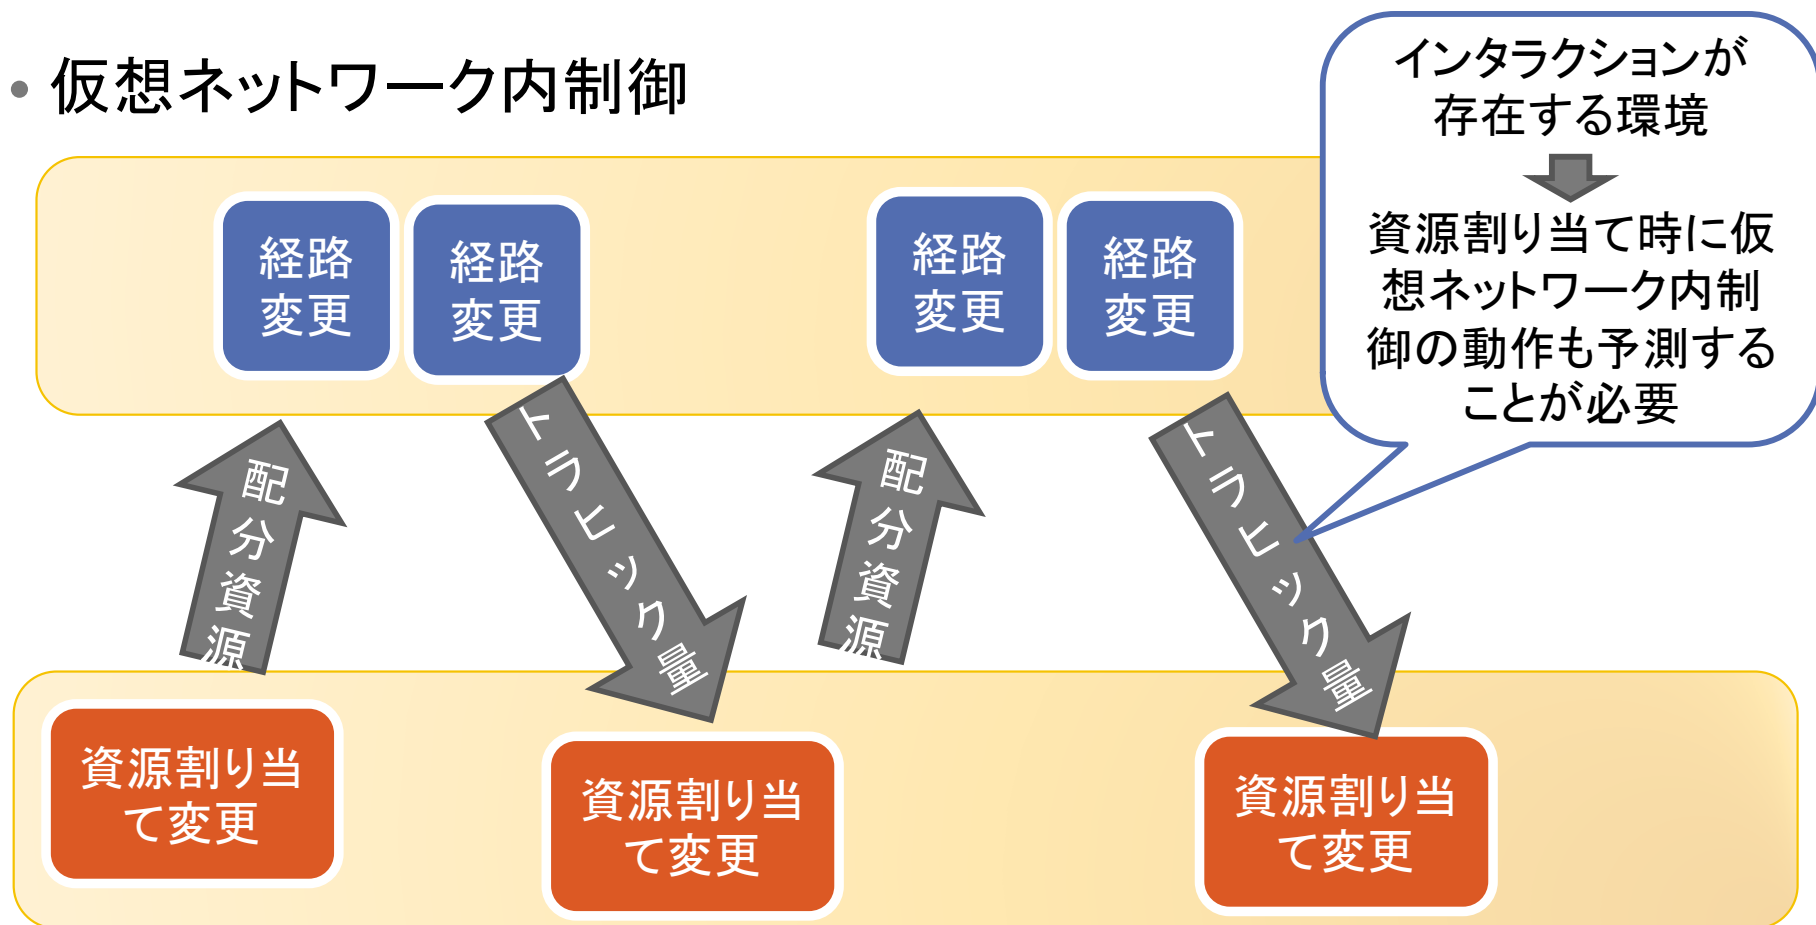 • 仮想ネットワーク内制御
インタラクションが
存在する環境
資源割り当て時に仮
想ネットワーク内制
御の動作も予測する
ことが必要
経路
変更
経路
変更
経路
変更
経路
変更
配分資源
トラヒック量
配分資源
トラヒック量
資源割り当
て変更
資源割り当
て変更
資源割り当
て変更